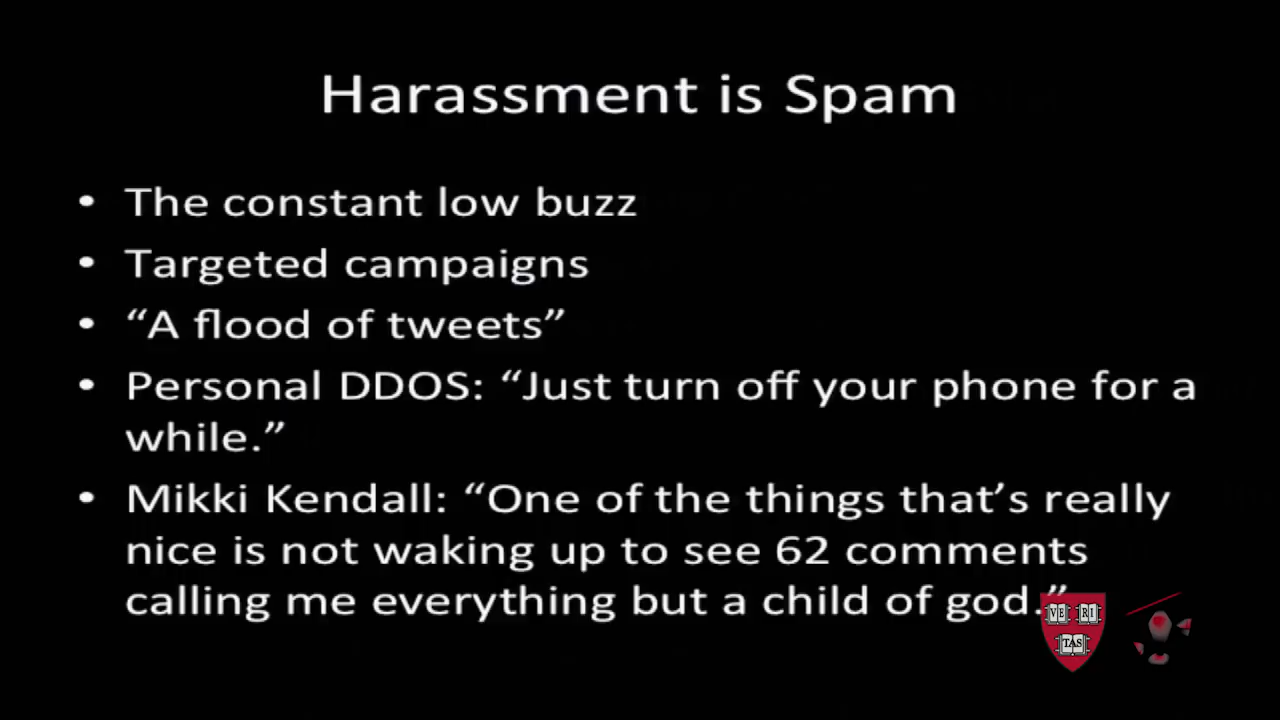 Harassment is Spam
• The constant low buzz
• Targeted campaigns
• “A flood of tweets”
• Personal DDOS: “Just turn off your phone for a
while.”
• Mikki Kendall: “One of the things that’s really
nice is not waking up to see 62 comments
calling me everything but a child of god.”
VE RI
TAS